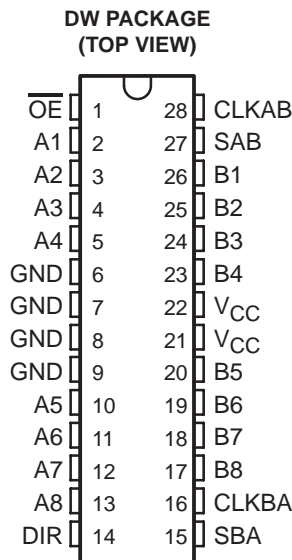 DW PACKAGE
(TOP VIEW)
OE 1 28 CLKAB
A1 2 27 SAB
A2 3 26 B1
A3 4 25 B2
A4 5 24 B3
GND 6 23 B4
GND 7 22 VCC
GND 8 21 VCC
GND 9 20 B5
A5 10 19 B6
A6 11 18 B7
A7 12 17 B8
A8 13 16 CLKBA
DIR 14 15 SBA